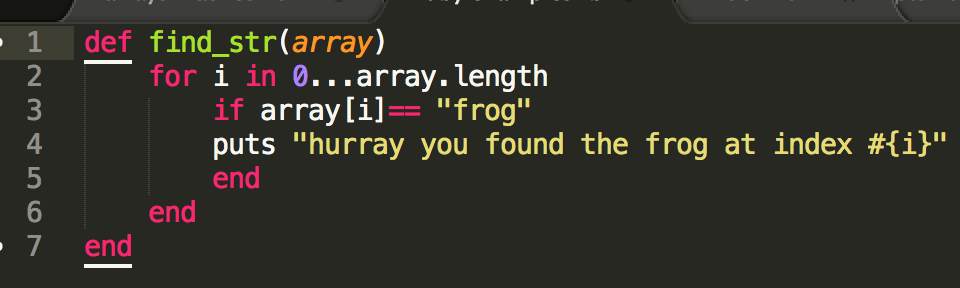 1 def find_str(array)
2 for i in 0...array.length
3 if array[i]== "frog"
4 puts "hurray you found the frog at index #{i}"
5 end
6 end
7 end